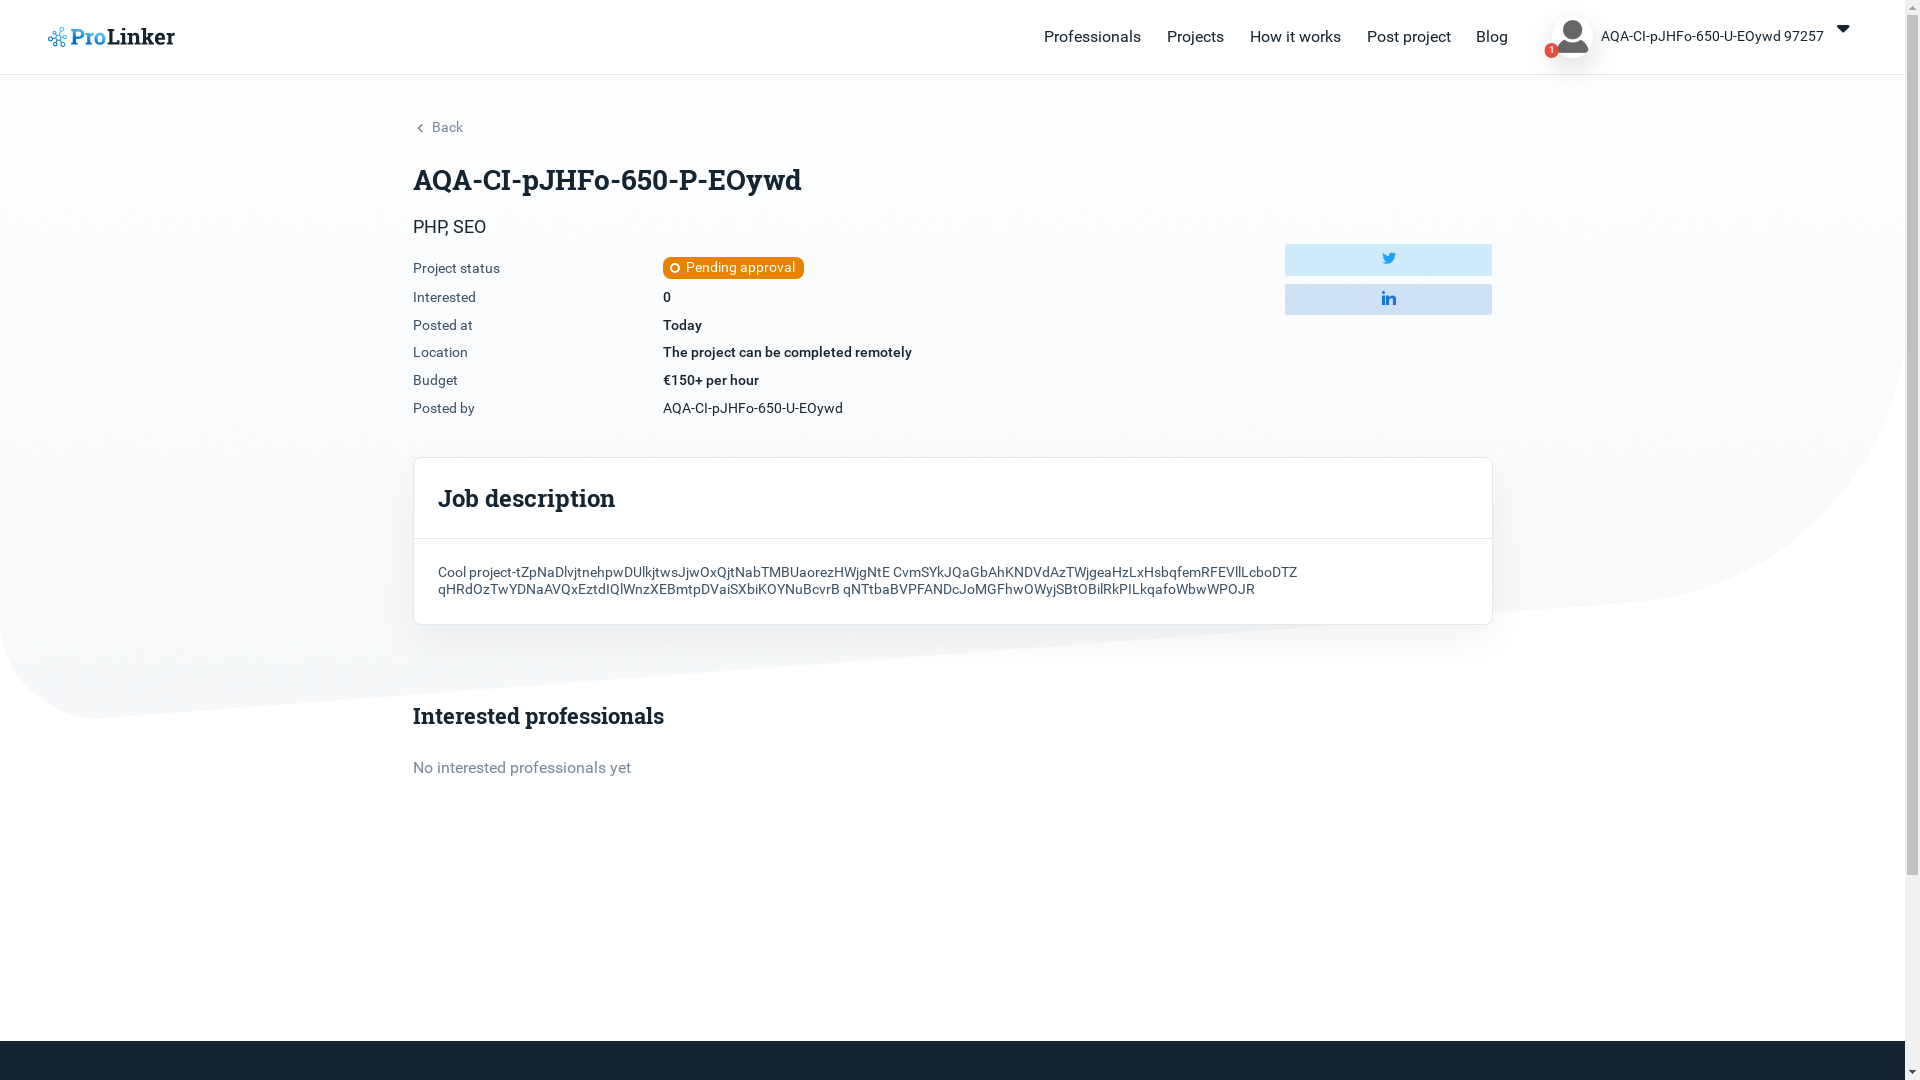 ProLinker
Professionals
Projects
How it works
Post project
Blog
1
AQA-CI-pJHFo-650-U-EOywd 97257
Back
AQA-CI-pJHFo-650-P-EOywd
PHP, SEO
Project status Pending approval
Interested 0
Posted at Today
Location The project can be completed remotely
Budget €150+ per hour
Posted by AQA-CI-pJHFo-650-U-EOywd
Job description
Cool project-tZpNaDlvjtnehpwDUlkjtwsJjwOxQjtNabTMBUaorezHWjgNtE CvmSYkJQaGbAhKNDVdAzTWjgeaHzLxHsbqfemRFEVllLcboDTZ
qHRdOzTwYDNaAVQxEztdIQlWnzXEBmtpDVaiSXbiKOYNuBcvrB qNTtbaBVPFANDcJoMGFhwOWyjSBtOBilRkPILkqafoWbwWPOJR
Interested professionals
No interested professionals yet